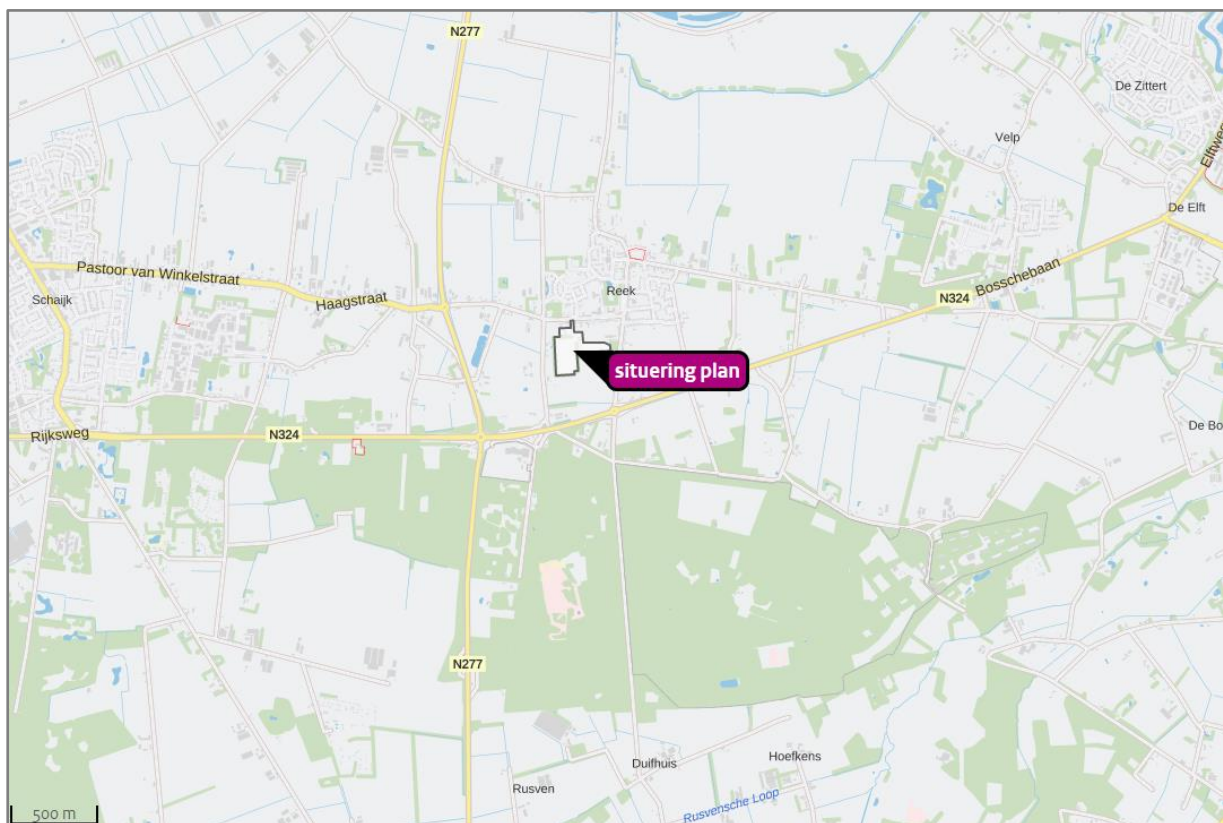 N277
De Zittert
Velp
Elftweg
De Elft
Pastoor van Winkelstraat
Bosschebaan
Schaijk
Haagstraat
Reek
N324
situering plan
Rijksweg
N324
De Bo
N277
Duifhuis
Hoefkens
Rusven
Rusvensche Loop
500 m